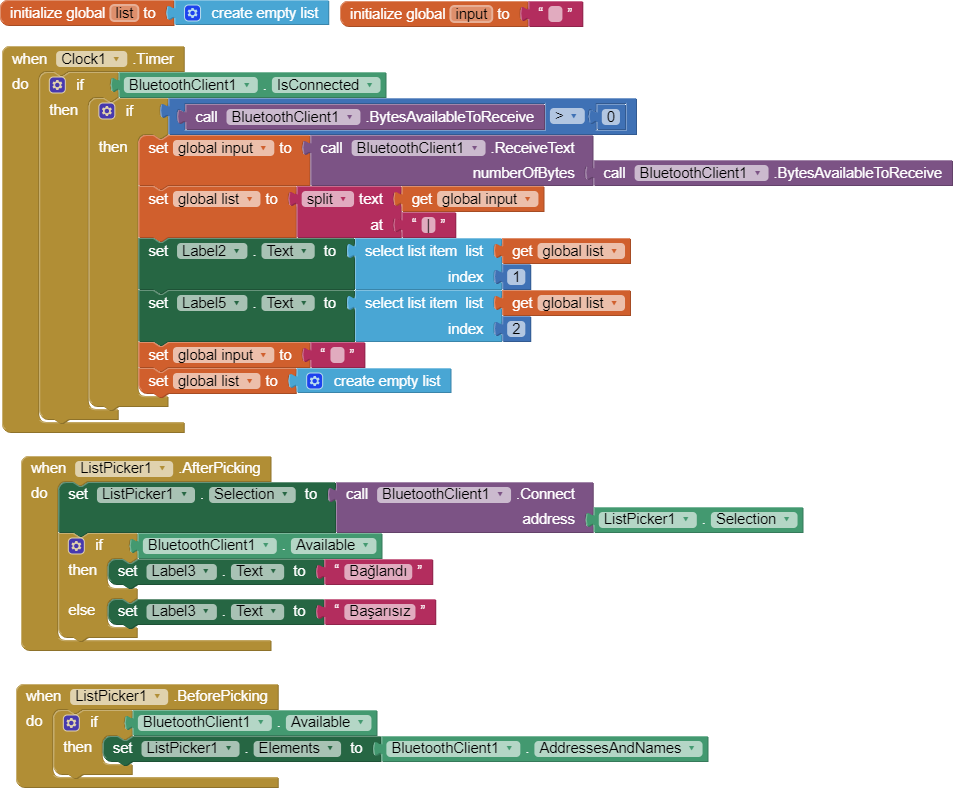 initialize global list to create empty list
initialize global input to “ ”
when Clock1 .Timer
do if BluetoothClient1 . IsConnected
then if call BluetoothClient1 .BytesAvailableToReceive > 0
then set global input to call BluetoothClient1 .ReceiveText
numberOfBytes call BluetoothClient1 .BytesAvailableToReceive
set global list to split text get global input
at “ | ”
set Label2 . Text to select list item list get global list
index 1
set Label5 . Text to select list item list get global list
index 2
set global input to “ ”
set global list to create empty list
when ListPicker1 .AfterPicking
do set ListPicker1 . Selection to call BluetoothClient1 .Connect
address ListPicker1 . Selection
if BluetoothClient1 . Available
then set Label3 . Text to “ Bağlandı ”
else set Label3 . Text to “ Başarısız ”
when ListPicker1 .BeforePicking
do if BluetoothClient1 . Available
then set ListPicker1 . Elements to BluetoothClient1 . AddressesAndNames